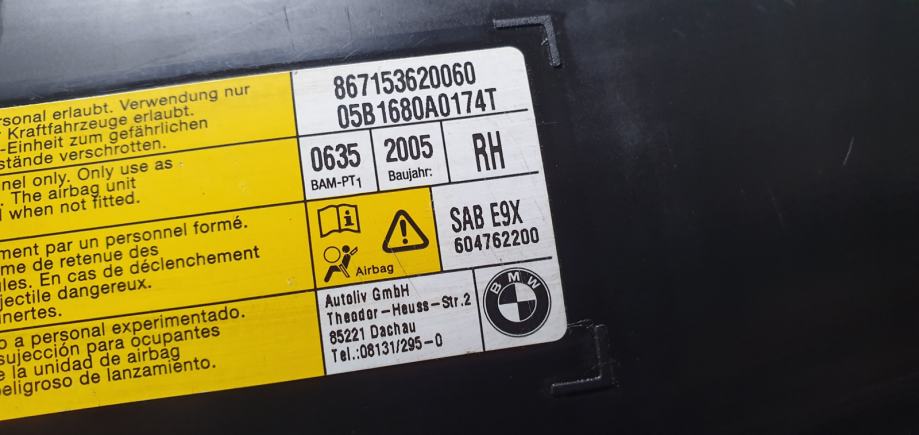 rsonal erlaubt. Verwendung nur
Kraftfahrzeuge erlaubt.
-Einheit zum gefährlichen
stände verschrotten.
nel only. Only use as
. The airbag unit
when not fitted.
ment par un personnel formé.
me de retenue des
les. En cas de déclenchement
jectile dangereux.
inertes.
o a personal experimentado.
sujección para ocupantes
e la unidad de airbag
peligroso de lanzamiento.
867153620060
05B1680A0174T
0635
BAM-PT1
2005
Baujahr:
RH
Airbag
SAB E9X
604762200
Autoliv GmbH
Theodor-Heuss-Str.2
85221 Dachau
Tel.:08131/295-0
BMW